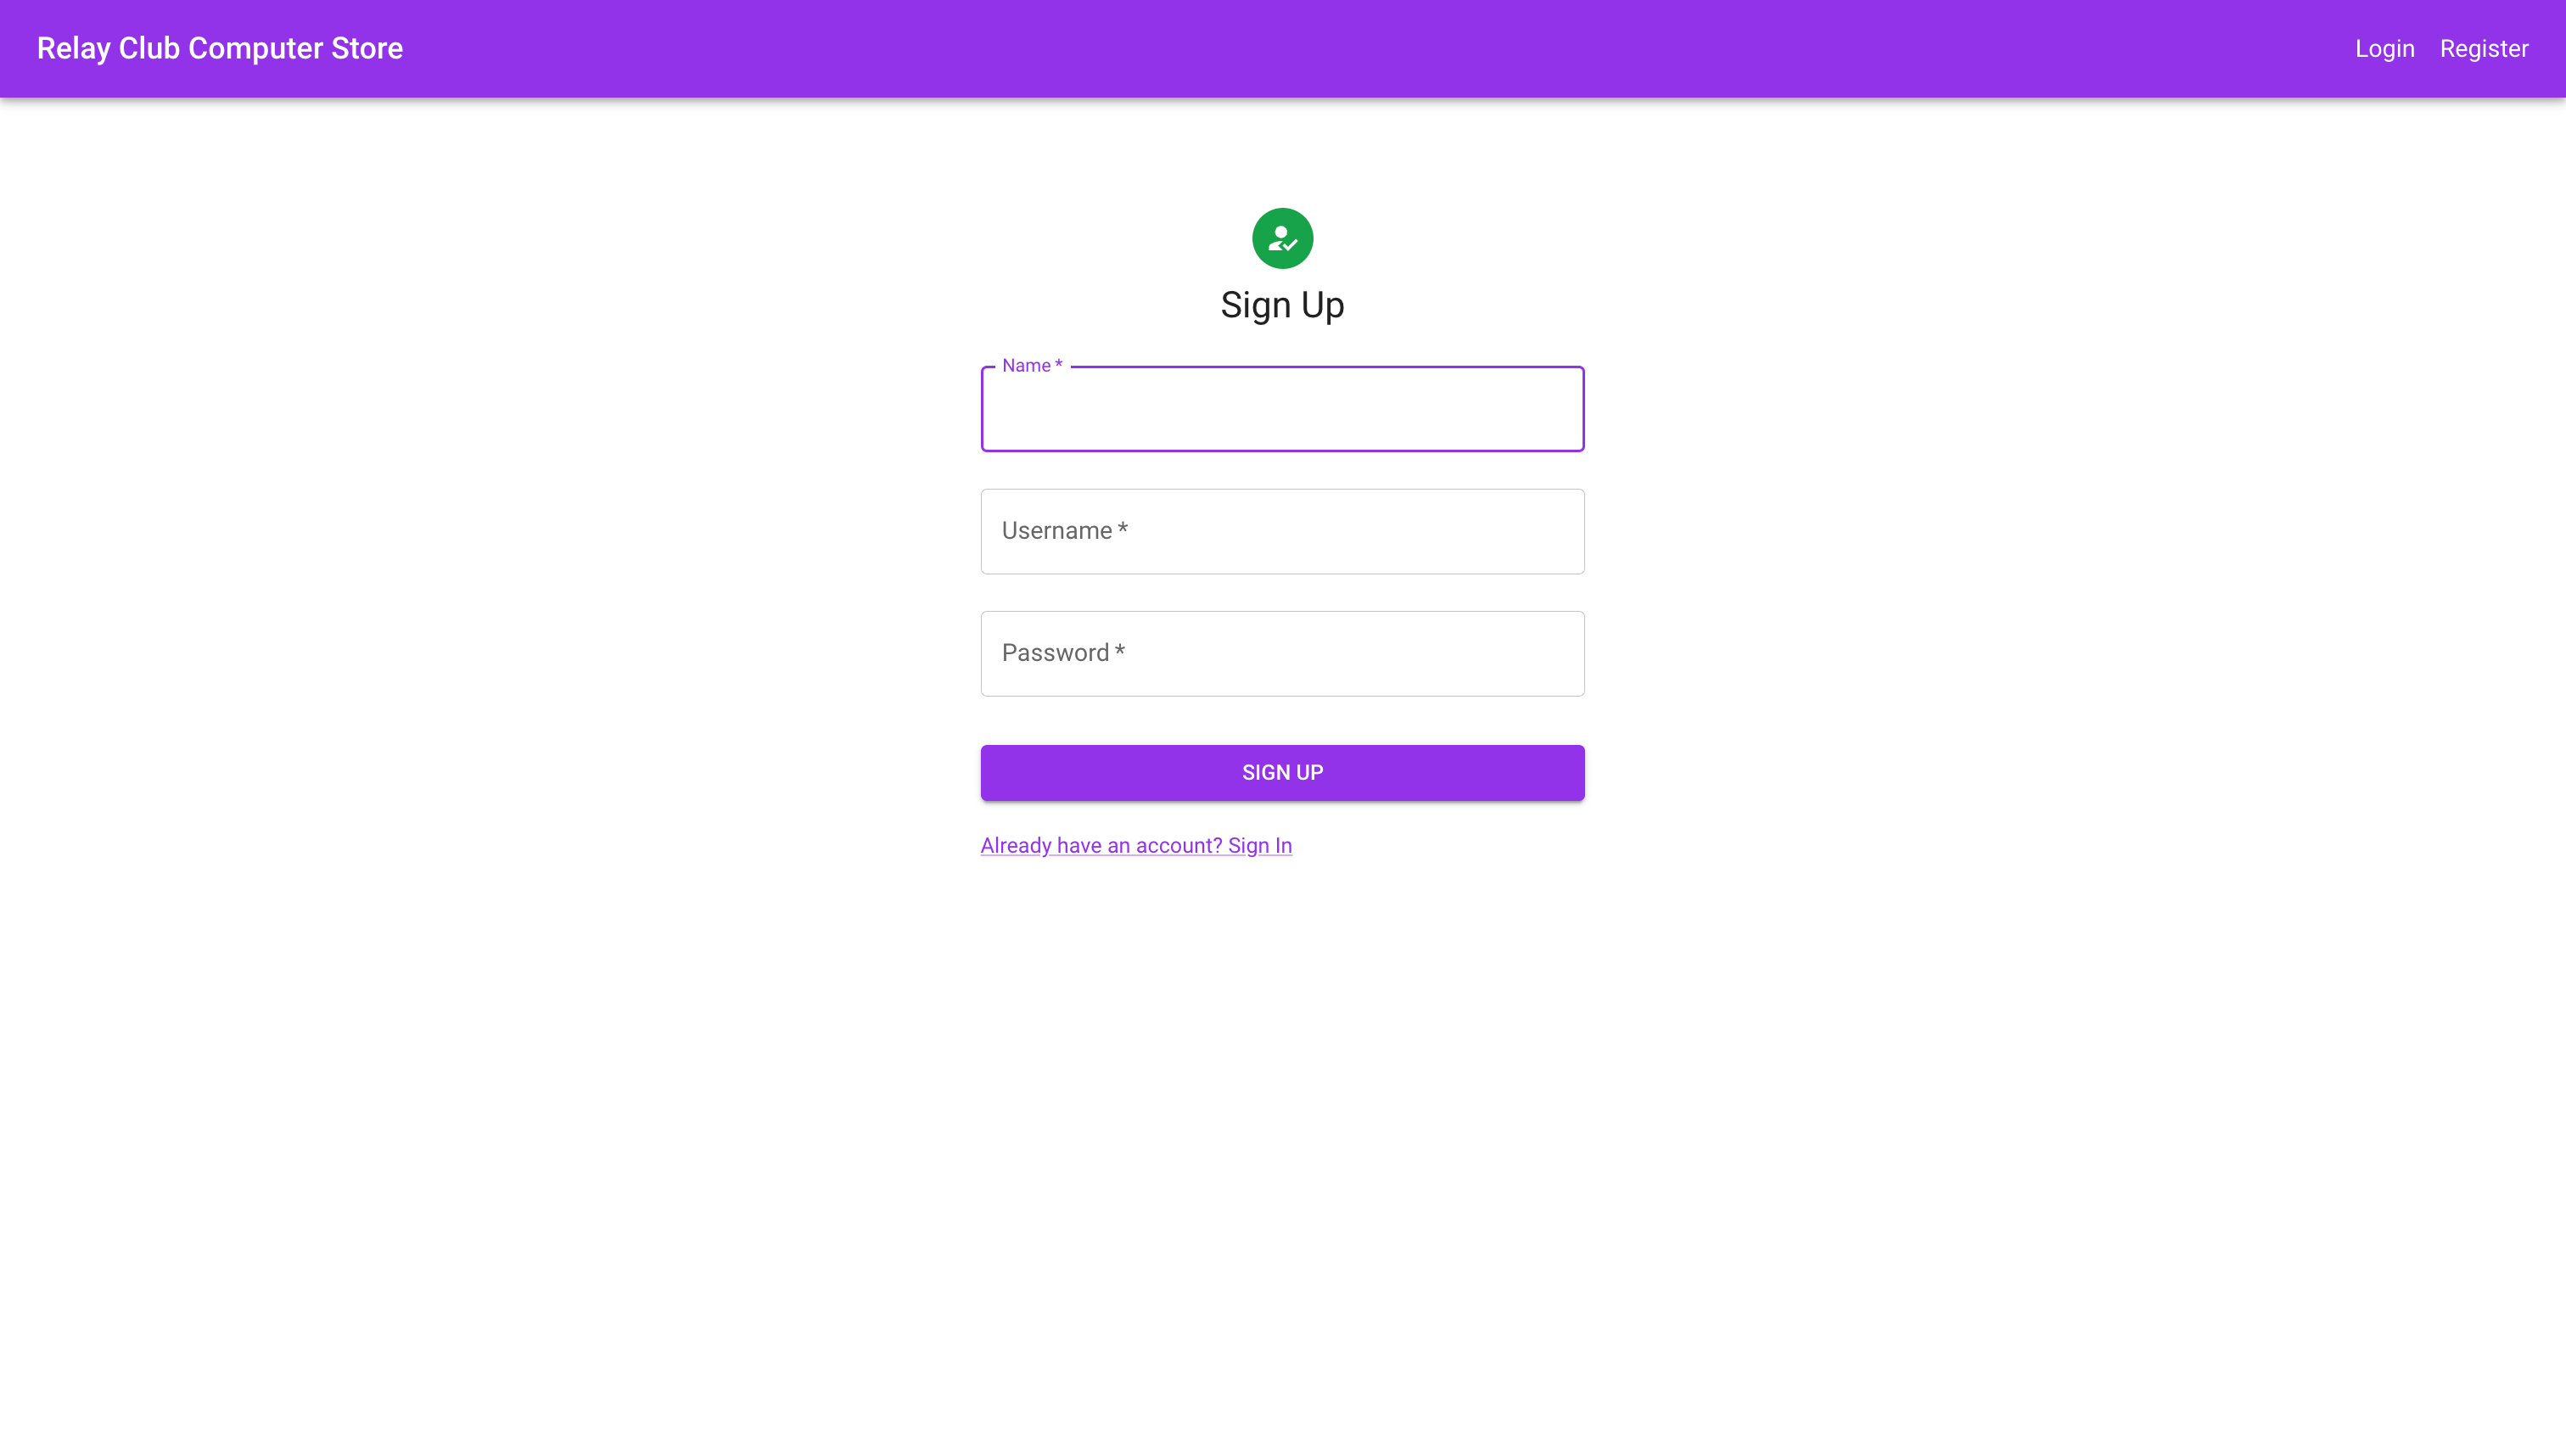 Relay Club Computer Store
Login Register
Sign Up
Name *
Username *
Password *
SIGN UP
Already have an account? Sign In